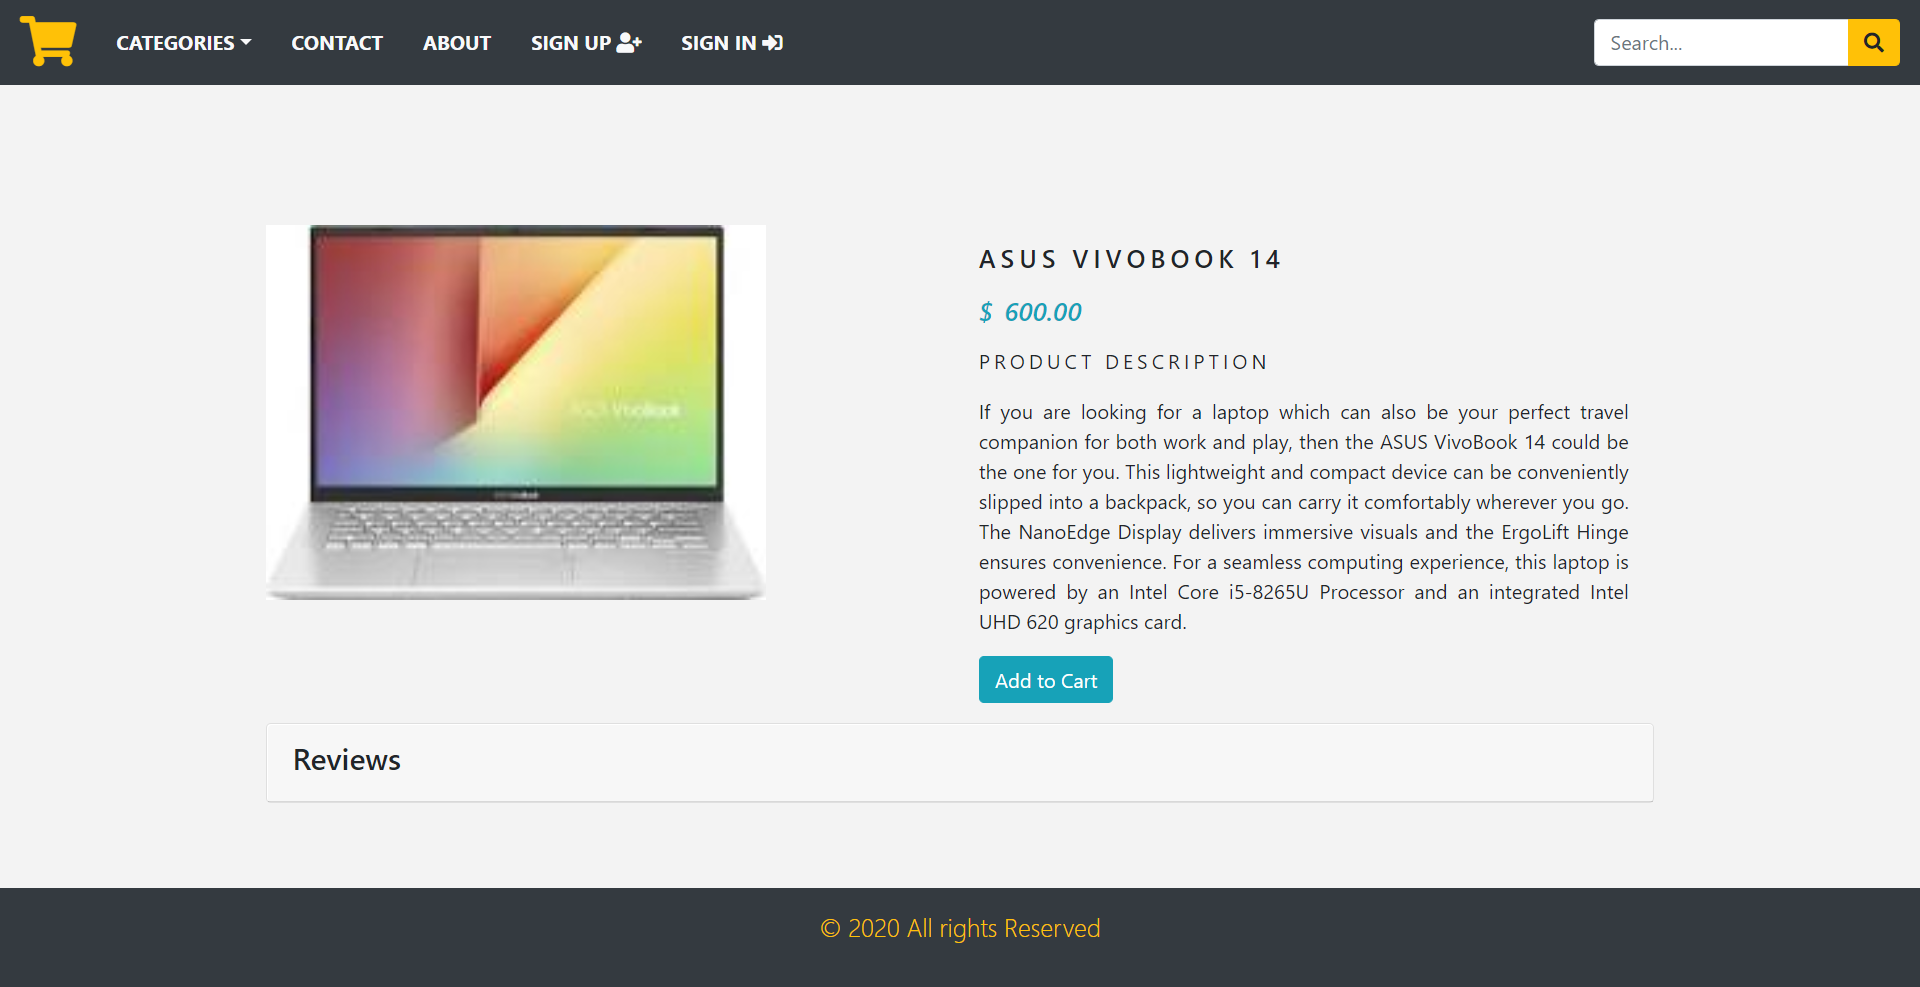 CATEGORIES CONTACT ABOUT SIGN UP SIGN IN Search...
ASUS VivoBook
ASUS VIVOBOOK 14
$ 600.00
PRODUCT DESCRIPTION
If you are looking for a laptop which can also be your perfect travel
companion for both work and play, then the ASUS VivoBook 14 could be
the one for you. This lightweight and compact device can be conveniently
slipped into a backpack, so you can carry it comfortably wherever you go.
The NanoEdge Display delivers immersive visuals and the ErgoLift Hinge
ensures convenience. For a seamless computing experience, this laptop is
powered by an Intel Core i5-8265U Processor and an integrated Intel
UHD 620 graphics card.
Add to Cart
Reviews
© 2020 All rights Reserved